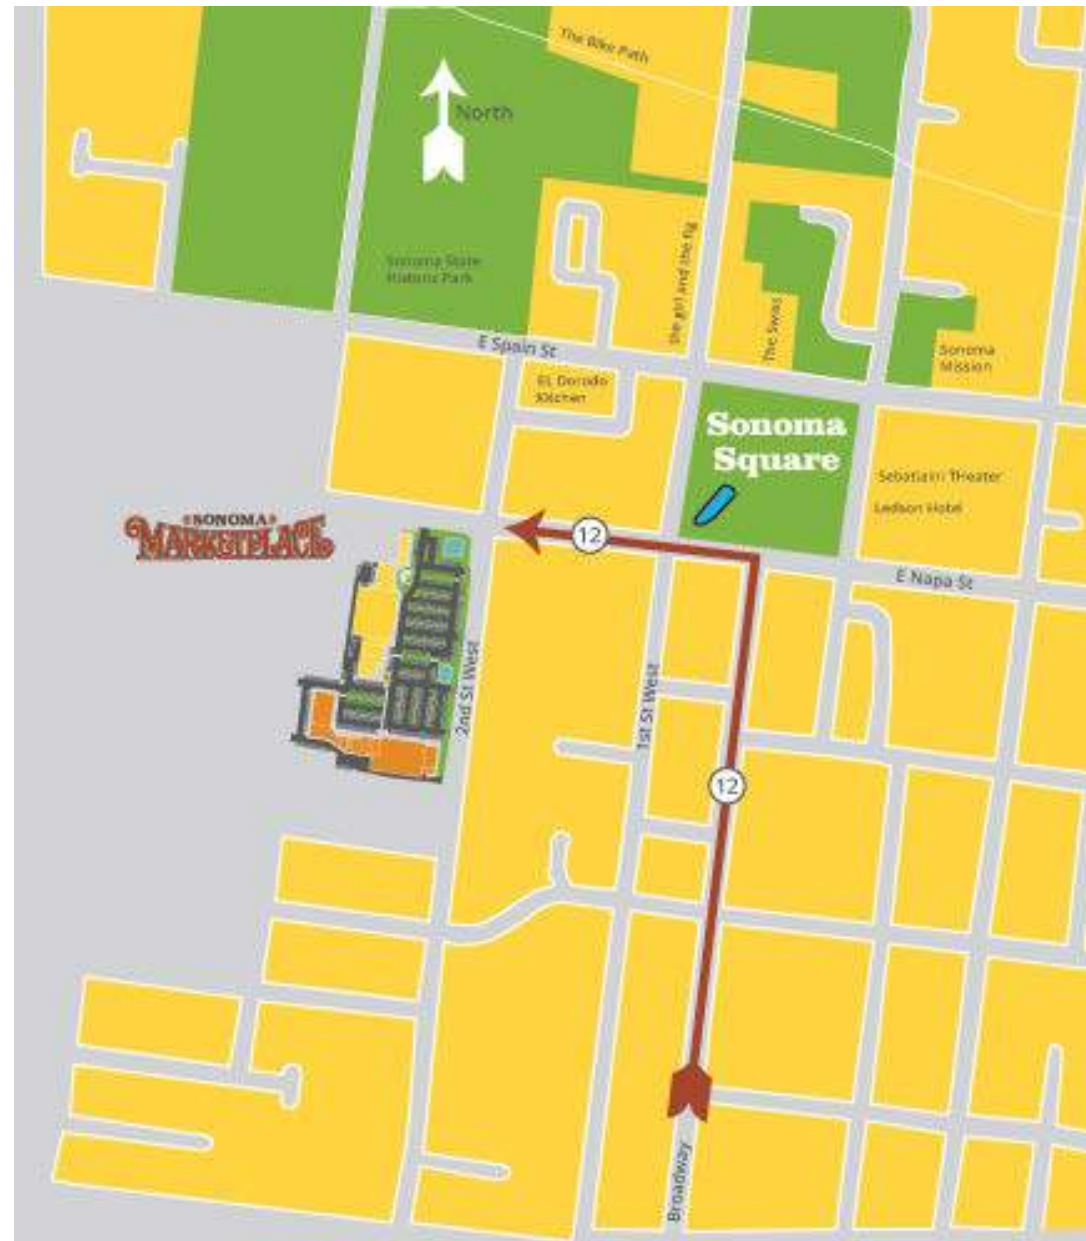 The Bike Path
North
the girl and the fig
Sonoma State
Historic Park
The Swiss
E Spain St
Sonoma
Mission
EL Dorodo
Kitchen
Sonoma
Square
Sebatiani THeater
Ledson Hotel
SONOMA
MARKETPLACE
12
E Napa St
2nd St West
1st St West
12
Broadway